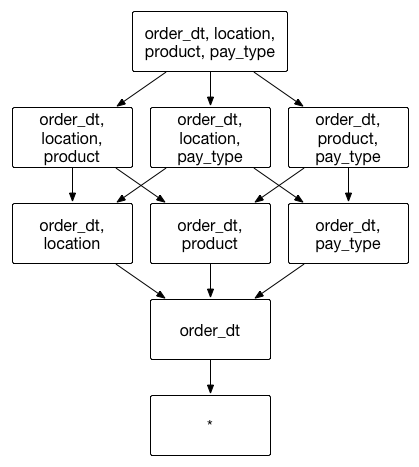 order_dt, location,
product, pay_type
order_dt,
location,
product
order_dt,
location,
pay_type
order_dt,
product,
pay_type
order_dt,
location
order_dt,
product
order_dt,
pay_type
order_dt
*